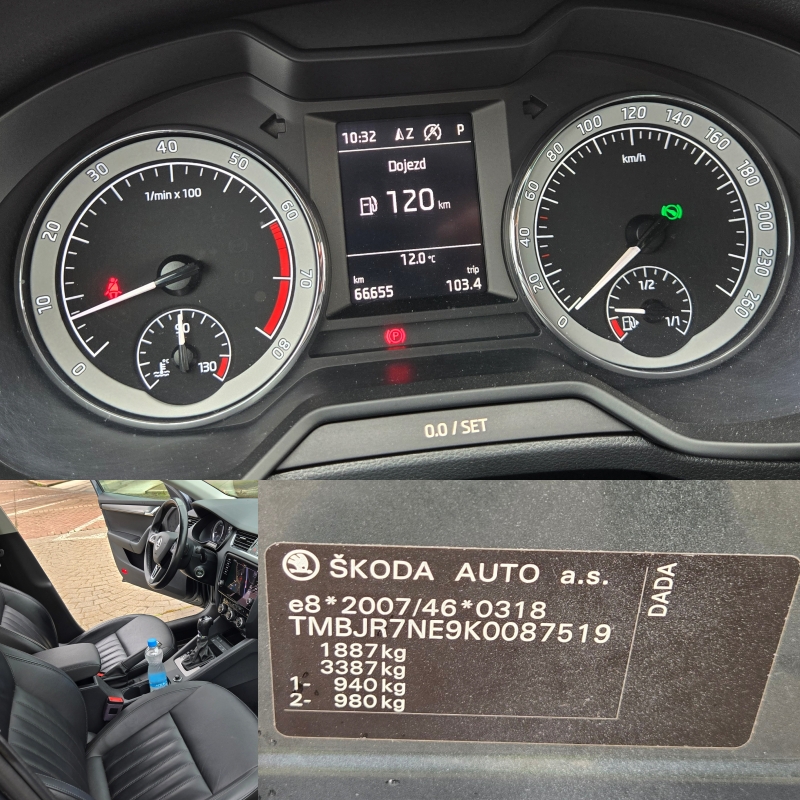 10:32 A Z P
Dojezd
120 km
12.0 °C
km trip
66655 103.4
1/min x 100
0 10 20 30 40 50 60 70 80
90 130
P
km/h
0 20 40 60 80 100 120 140 160 180 200 230 260
1/2 1/1
0.0 / SET
ŠKODA AUTO a.s.
e8*2007/46*0318
TMBJR7NE9K0087519
1887kg
3387kg
1- 940kg
2- 980kg
DADA